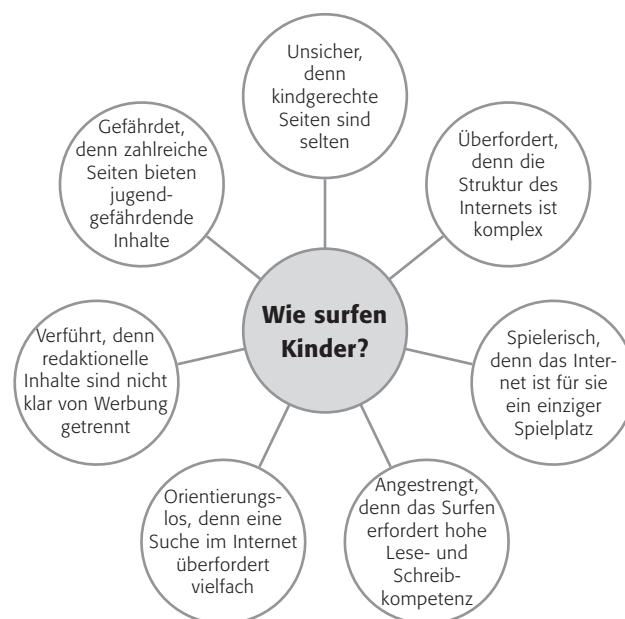 Unsicher,
denn
kindgerechte
Seiten sind
selten
Überfordert,
denn die
Struktur des
Internets ist
komplex
Spielerisch,
denn das Inter-
net ist für sie
ein einziger
Spielplatz
Angestrengt,
denn das Surfen
erfordert hohe
Lese- und
Schreib-
kompetenz
Orientierungs-
los, denn eine
Suche im Internet
überfordert
vielfach
Verführt, denn
redaktionelle
Inhalte sind nicht
klar von Werbung
getrennt
Gefährdet,
denn zahlreiche
Seiten bieten
jugend-
gefährdende
Inhalte
Wie surfen
Kinder?